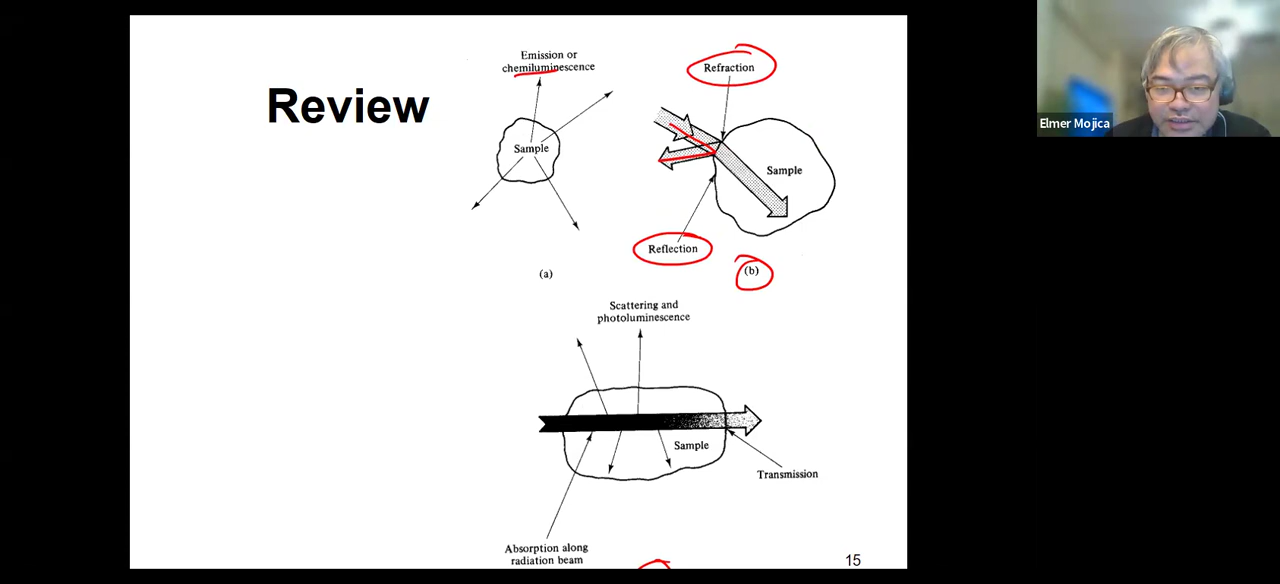 Review
Emission or
chemiluminescence
Sample
(a)
Refraction
Sample
Reflection
(b)
Scattering and
photoluminescence
Sample
Transmission
Absorption along
radiation beam
15
Elmer Mojica